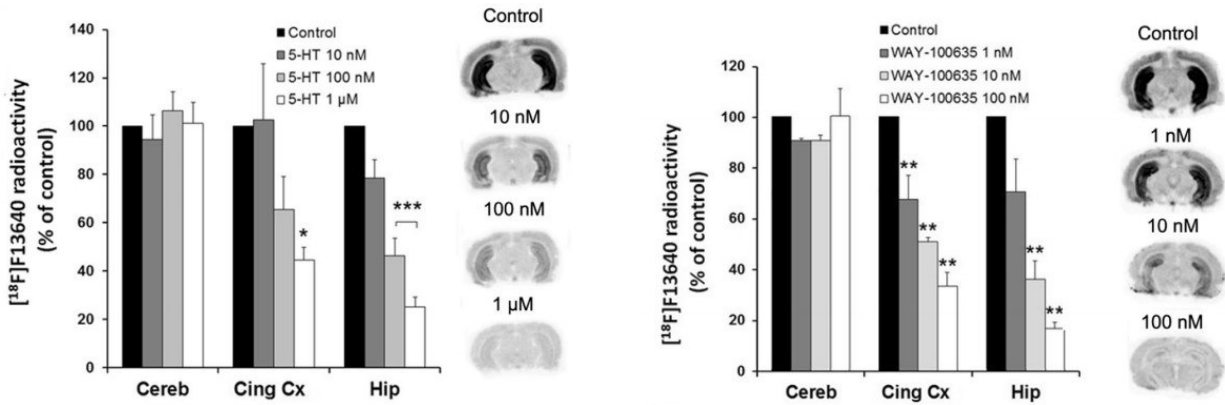 [¹⁸F]F13640 radioactivity
(% of control)
140
120
100
80
60
40
20
0
Control
5-HT 10 nM
5-HT 100 nM
5-HT 1 µM
*
***
Cereb Cing Cx Hip
Control
10 nM
100 nM
1 µM
[¹⁸F]F13640 radioactivity
(% of control)
120
100
80
60
40
20
0
Control
WAY-100635 1 nM
WAY-100635 10 nM
WAY-100635 100 nM
**
**
**
**
**
Cereb Cing Cx Hip
Control
1 nM
10 nM
100 nM